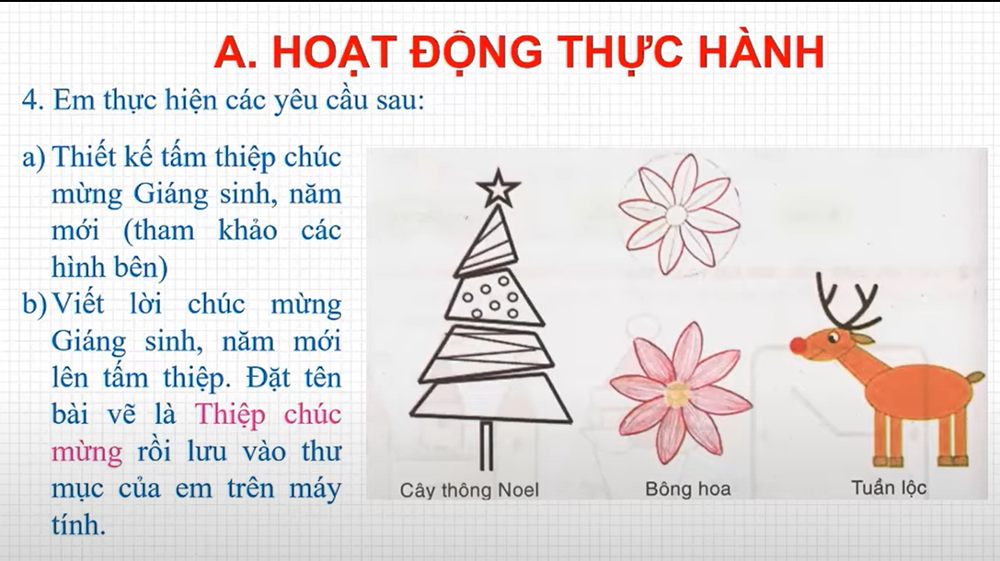 A. HOẠT ĐỘNG THỰC HÀNH
4. Em thực hiện các yêu cầu sau:
a) Thiết kế tấm thiệp chúc
mừng Giáng sinh, năm
mới (tham khảo các
hình bên)
b) Viết lời chúc mừng
Giáng sinh, năm mới
lên tấm thiệp. Đặt tên
bài vẽ là Thiệp chúc
mừng rồi lưu vào thư
mục của em trên máy
tính.
Cây thông Noel
Bông hoa
Tuần lộc